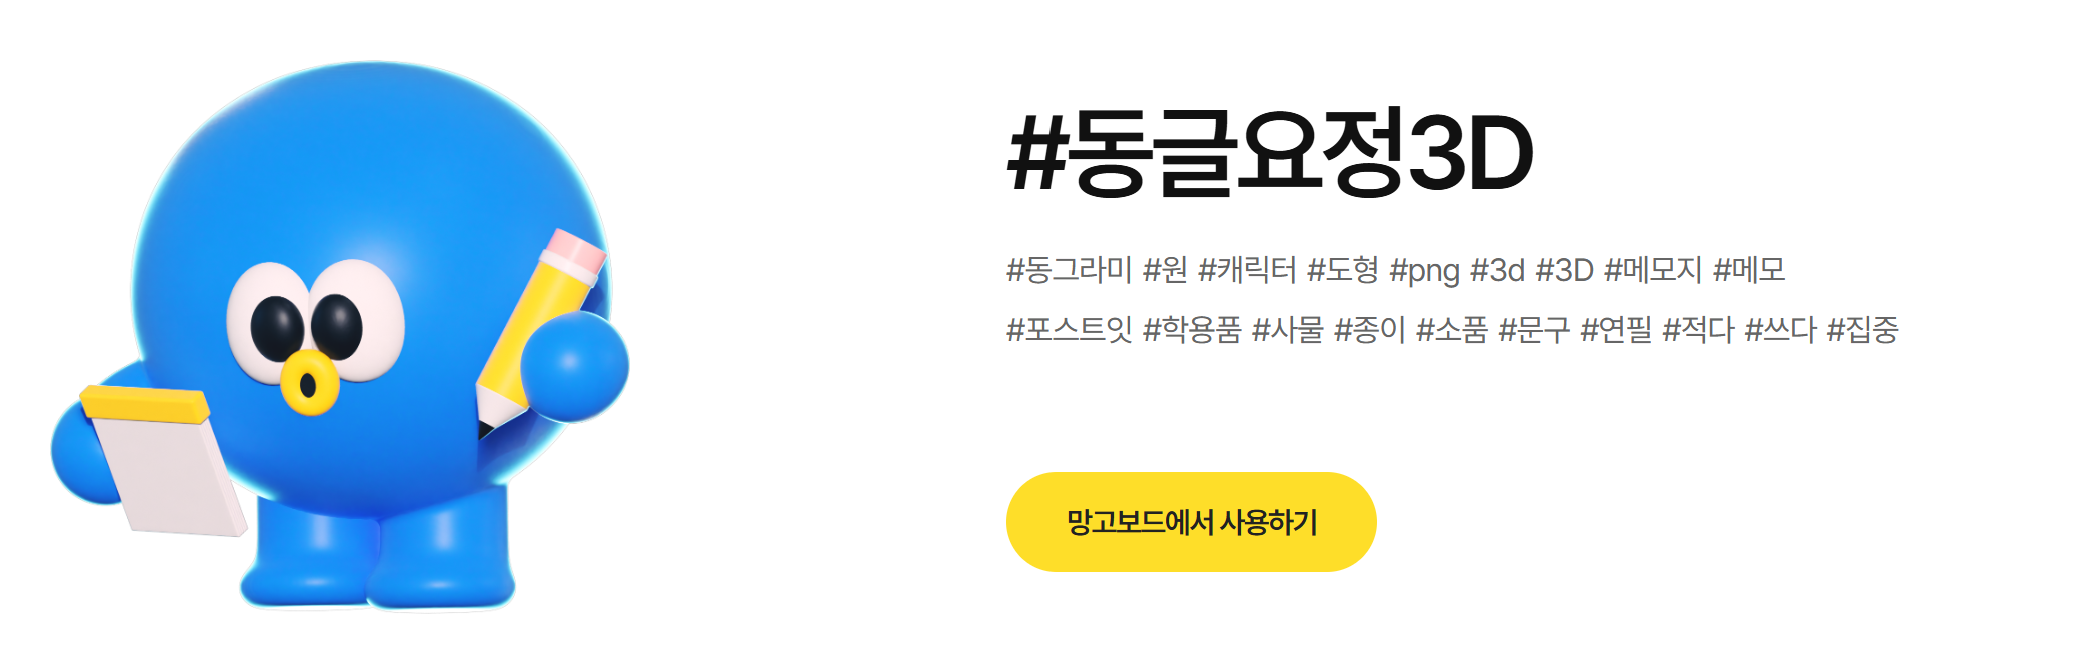 #동글요정3D
#동그라미 #원 #캐릭터 #도형 #png #3d #3D #메모지 #메모
#포스트잇 #학용품 #사물 #종이 #소품 #문구 #연필 #적다 #쓰다 #집중
망고보드에서 사용하기